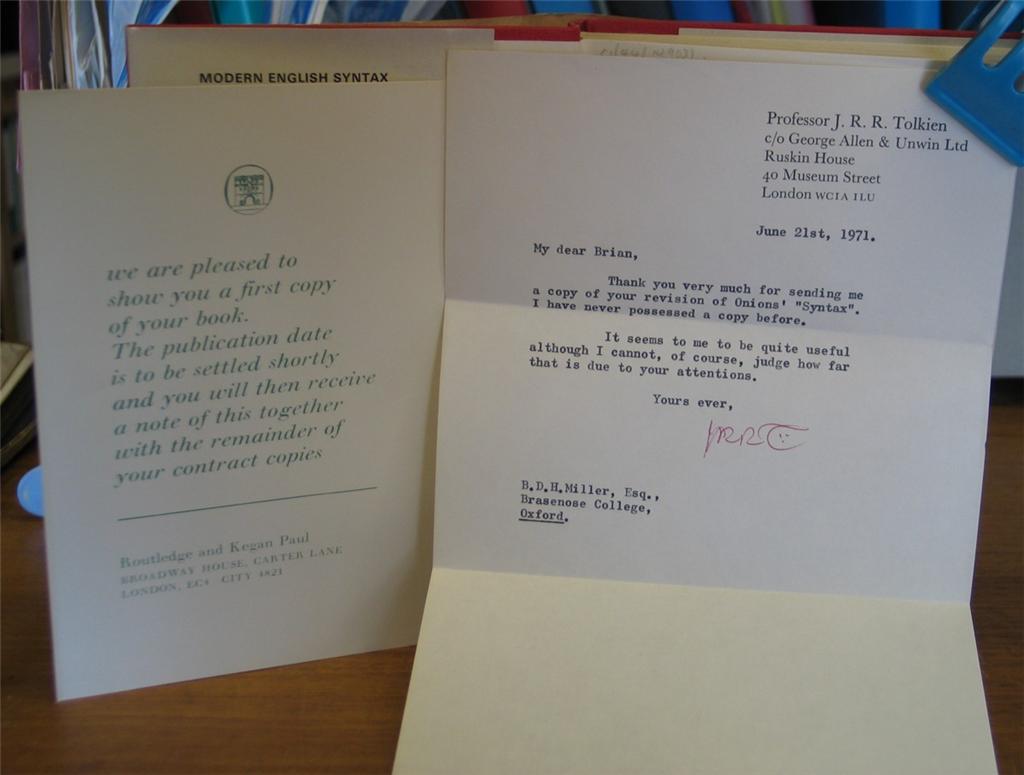 MODERN ENGLISH SYNTAX
we are pleased to
show you a first copy
of your book.
The publication date
is to be settled shortly
and you will then receive
a note of this together
with the remainder of
your contract copies
Routledge and Kegan Paul
BROADWAY HOUSE, CARTER LANE
LONDON, EC4 CITY 4821
Professor J. R. R. Tolkien
c/o George Allen & Unwin Ltd
Ruskin House
40 Museum Street
London WC1A 1LU
June 21st, 1971.
My dear Brian,
Thank you very much for sending me
a copy of your revision of Onions' "Syntax".
I have never possessed a copy before.
It seems to me to be quite useful
although I cannot, of course, judge how far
that is due to your attentions.
Yours ever,
JRRT
B.D.H.Miller, Esq.,
Brasenose College,
Oxford.